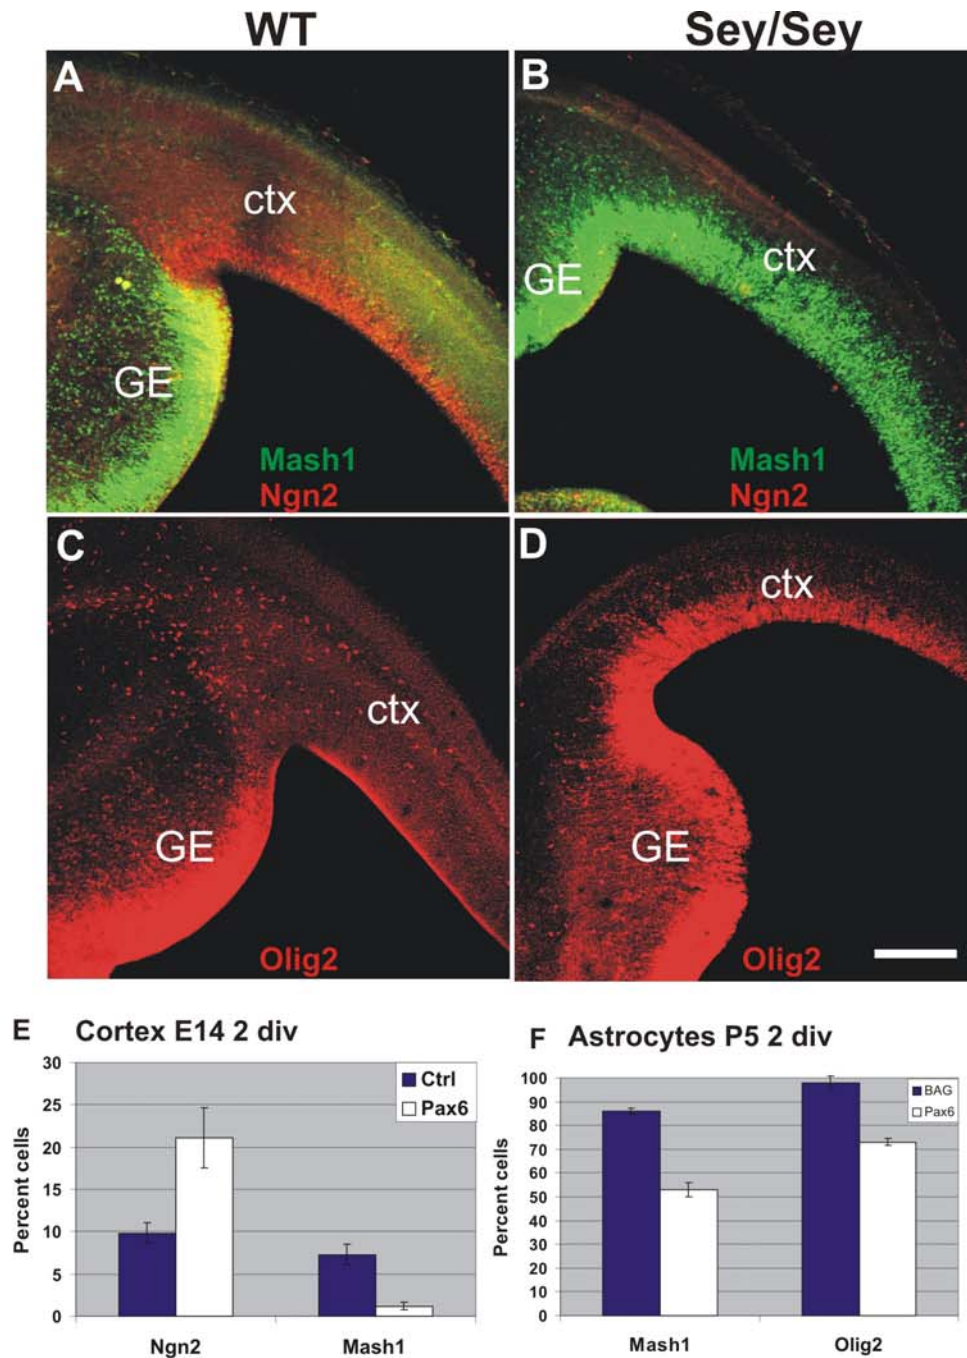 WT
Sey/Sey
A
ctx
GE
Mash1
Ngn2
B
ctx
GE
Mash1
Ngn2
C
ctx
GE
Olig2
D
ctx
GE
Olig2
E Cortex E14 2 div
Percent cells
30
25
20
15
10
5
0
Ctrl
Pax6
Ngn2
Mash1
F Astrocytes P5 2 div
Percent cells
100
90
80
70
60
50
40
30
20
10
0
BAG
Pax6
Mash1
Olig2